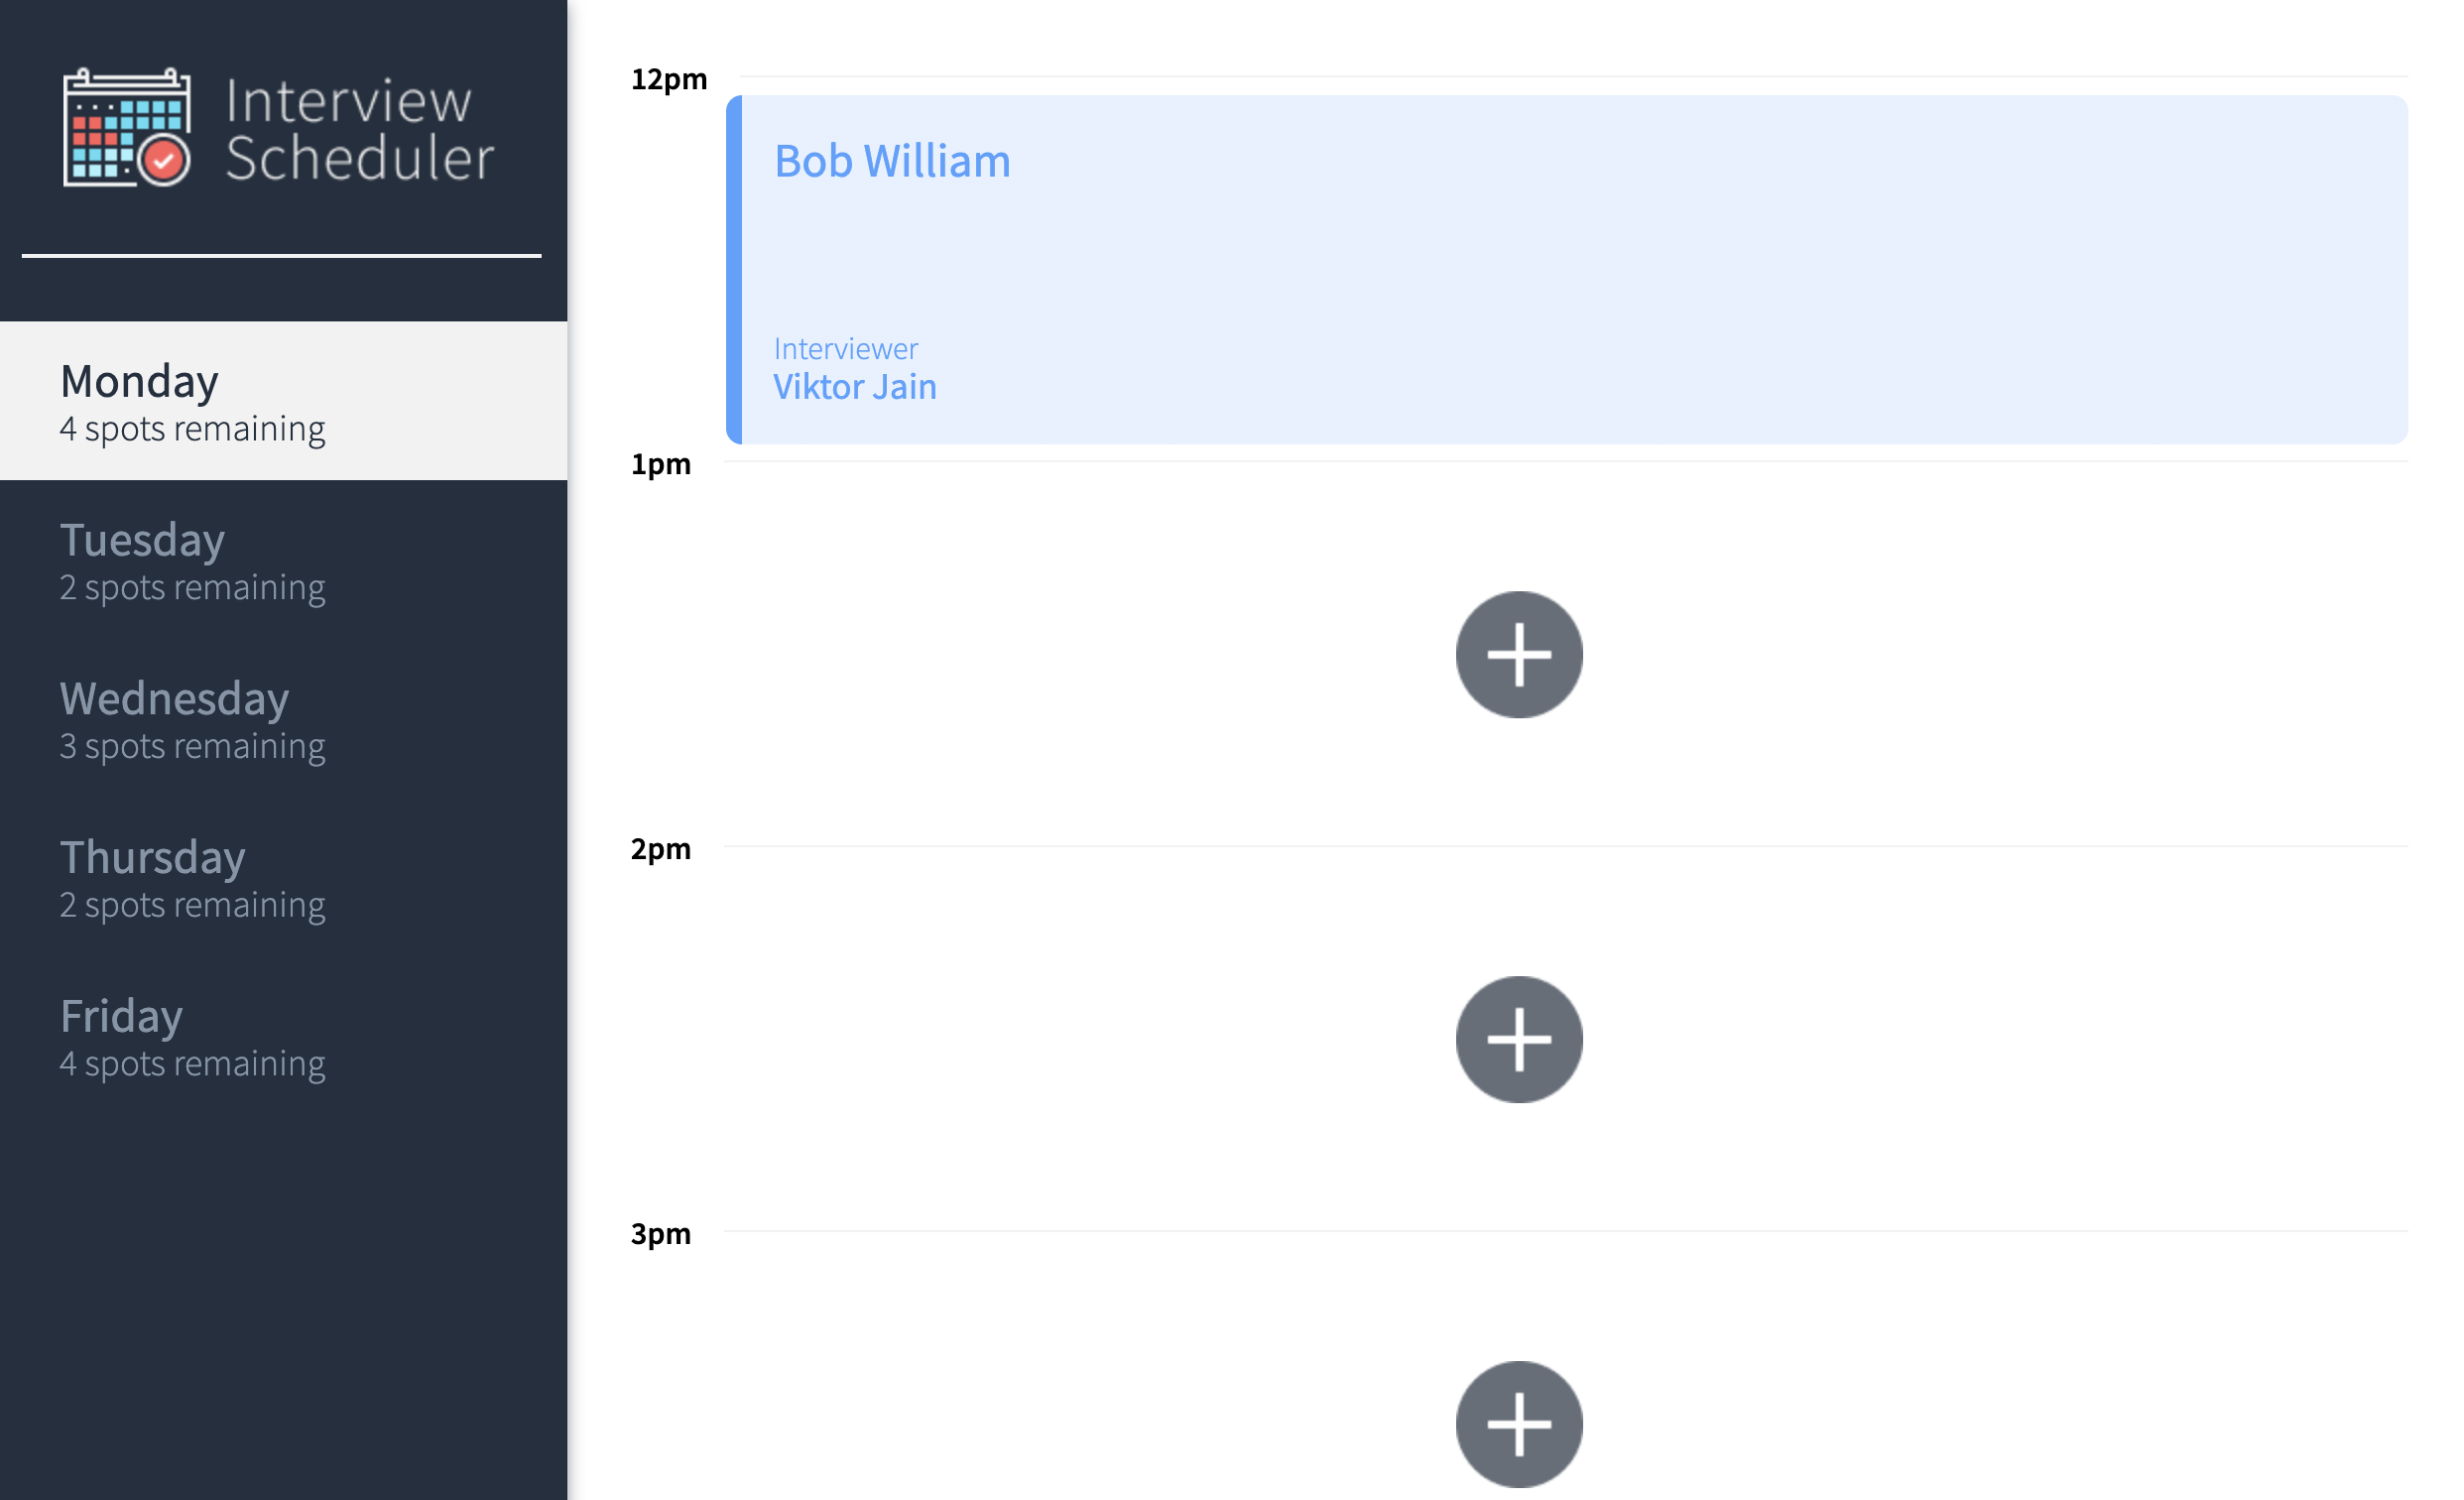 Interview
Scheduler
Monday
4 spots remaining
Tuesday
2 spots remaining
Wednesday
3 spots remaining
Thursday
2 spots remaining
Friday
4 spots remaining
12pm
Bob William
Interviewer
Viktor Jain
1pm
2pm
3pm